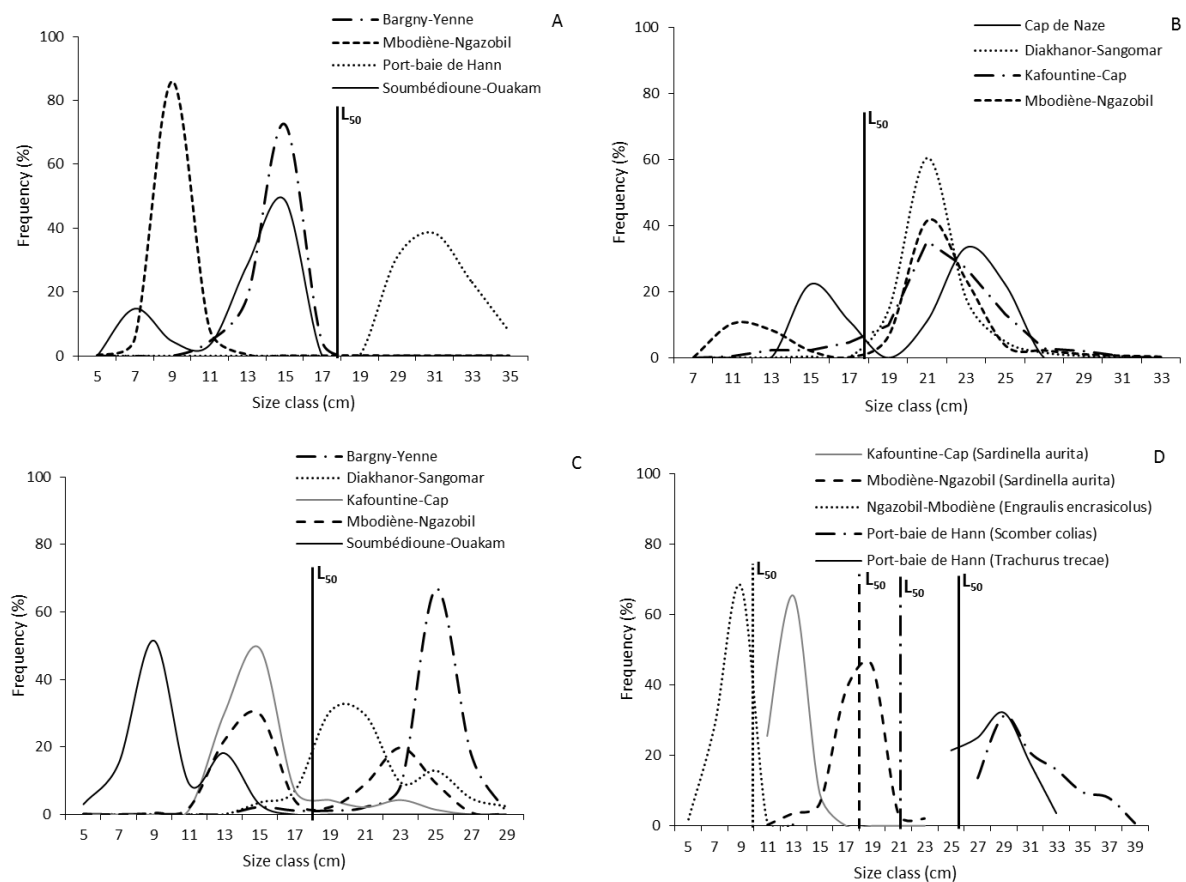 A
Bargny-Yenne
Mbodiène-Ngazobil
Port-baie de Hann
Soumbédioune-Ouakam
Frequency (%)
100
80
60
40
20
0
L50
5 7 9 11 13 15 17 19 29 31 33 35
Size class (cm)
B
Cap de Naze
Diakhanor-Sangomar
Kafountine-Cap
Mbodiène-Ngazobil
Frequency (%)
100
80
60
40
20
0
L50
7 11 13 15 17 19 21 23 25 27 29 31 33
Size class (cm)
C
Bargny-Yenne
Diakhanor-Sangomar
Kafountine-Cap
Mbodiène-Ngazobil
Soumbédioune-Ouakam
Frequency (%)
100
80
60
40
20
0
L50
5 7 9 11 13 15 17 19 21 23 25 27 29
Size class (cm)
D
Kafountine-Cap (Sardinella aurita)
Mbodiène-Ngazobil (Sardinella aurita)
Ngazobil-Mbodiène (Engraulis encrasicolus)
Port-baie de Hann (Scomber colias)
Port-baie de Hann (Trachurus trecae)
Frequency (%)
100
80
60
40
20
0
L50 L50 L50 L50
5 7 9 11 13 15 17 19 21 23 25 27 29 31 33 35 37 39
Size class (cm)